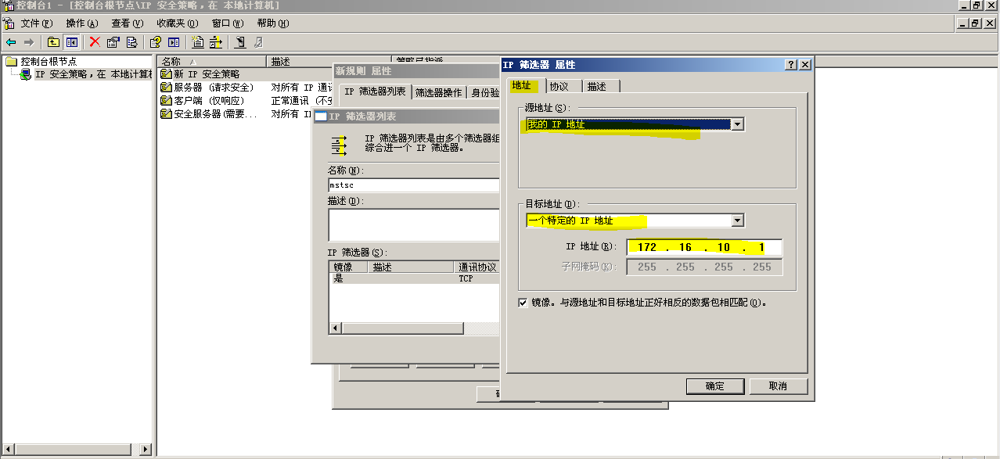 控制台1 - [控制台根节点\IP 安全策略，在 本地计算机]
文件(F) 操作(A) 查看(V) 收藏夹(O) 窗口(W) 帮助(H)
控制台根节点
IP 安全策略，在 本地计算机
名称 描述 策略已指派
新 IP 安全策略
服务器 (请求安全) 对所有 IP 通讯
客户端 (仅响应) 正常通讯 (不
安全服务器(需要... 对所有 I
新规则 属性
IP 筛选器列表 筛选器操作 身份验
IP 筛选器列表
IP 筛选器列表是由多个筛选器组
综合进一个 IP 筛选器。
名称(N):
mstsc
描述(D):
IP 筛选器(S):
镜像 描述 通讯协议
是 TCP
IP 筛选器 属性
地址 协议 描述
源地址(S):
我的 IP 地址
目标地址(D):
一个特定的 IP 地址
IP 地址(R): 172 . 16 . 10 . 1
子网掩码(K): 255 . 255 . 255 . 255
镜像。与源地址和目标地址正好相反的数据包相匹配(O)。
确定 取消